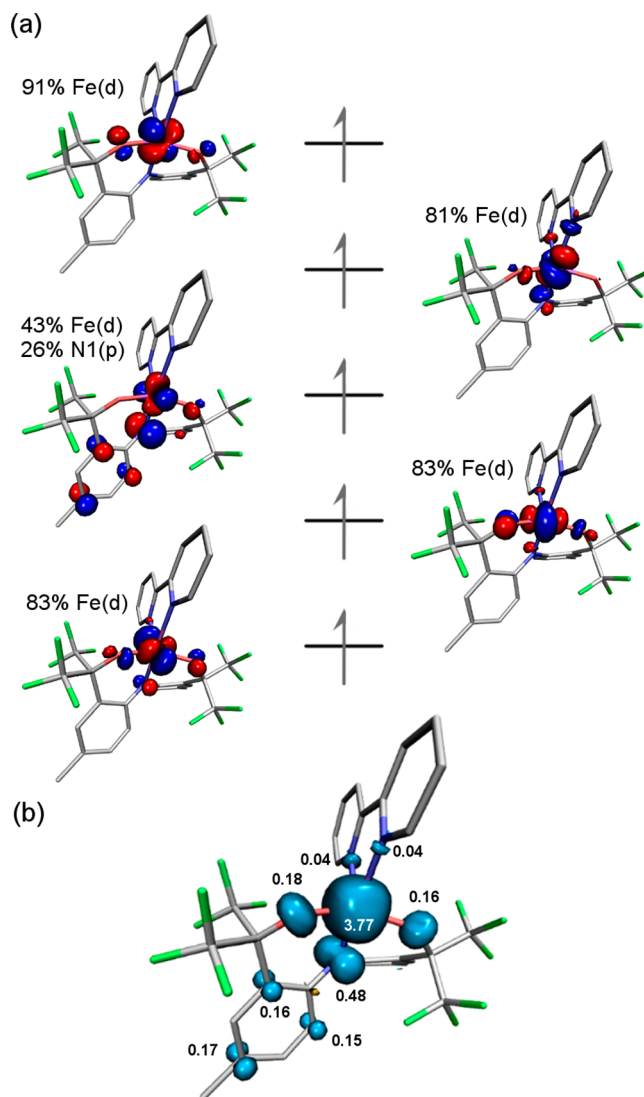 (a)
91% Fe(d)
81% Fe(d)
43% Fe(d)
26% N1(p)
83% Fe(d)
83% Fe(d)
(b)
0.04
0.04
0.18
0.16
3.77
0.48
0.16
0.15
0.17